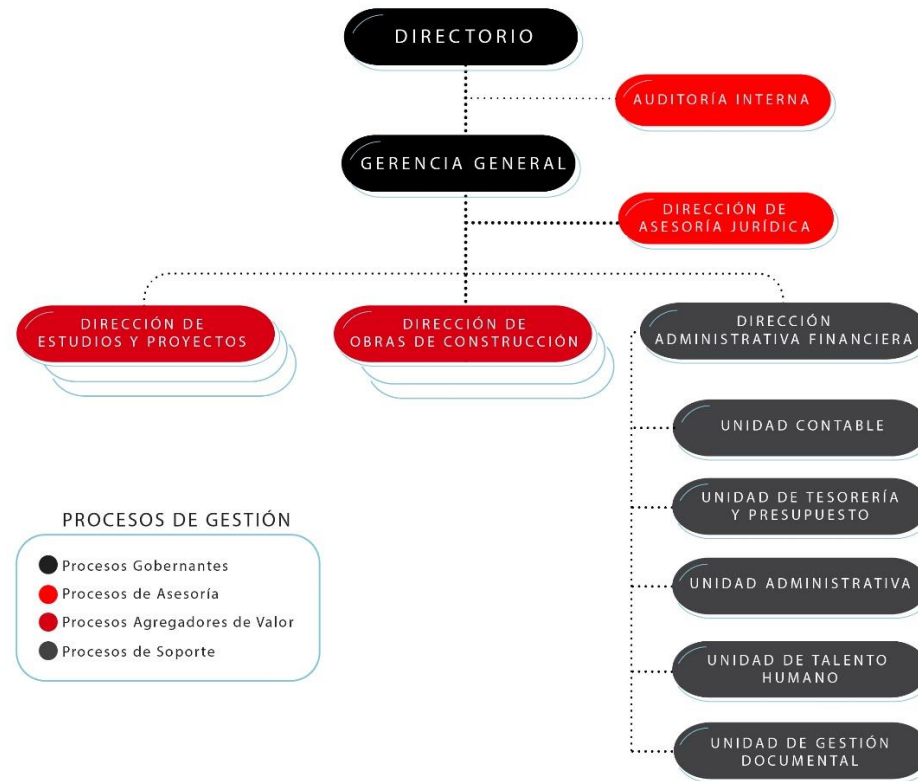 DIRECTORIO
AUDITORÍA INTERNA
GERENCIA GENERAL
DIRECCIÓN DE
ASESORÍA JURÍDICA
DIRECCIÓN DE
ESTUDIOS Y PROYECTOS
DIRECCIÓN DE
OBRAS DE CONSTRUCCIÓN
DIRECCIÓN
ADMINISTRATIVA FINANCIERA
UNIDAD CONTABLE
UNIDAD DE TESORERÍA
Y PRESUPUESTO
UNIDAD ADMINISTRATIVA
UNIDAD DE TALENTO
HUMANO
UNIDAD DE GESTIÓN
DOCUMENTAL
PROCESOS DE GESTIÓN
Procesos Gobernantes
Procesos de Asesoría
Procesos Agregadores de Valor
Procesos de Soporte